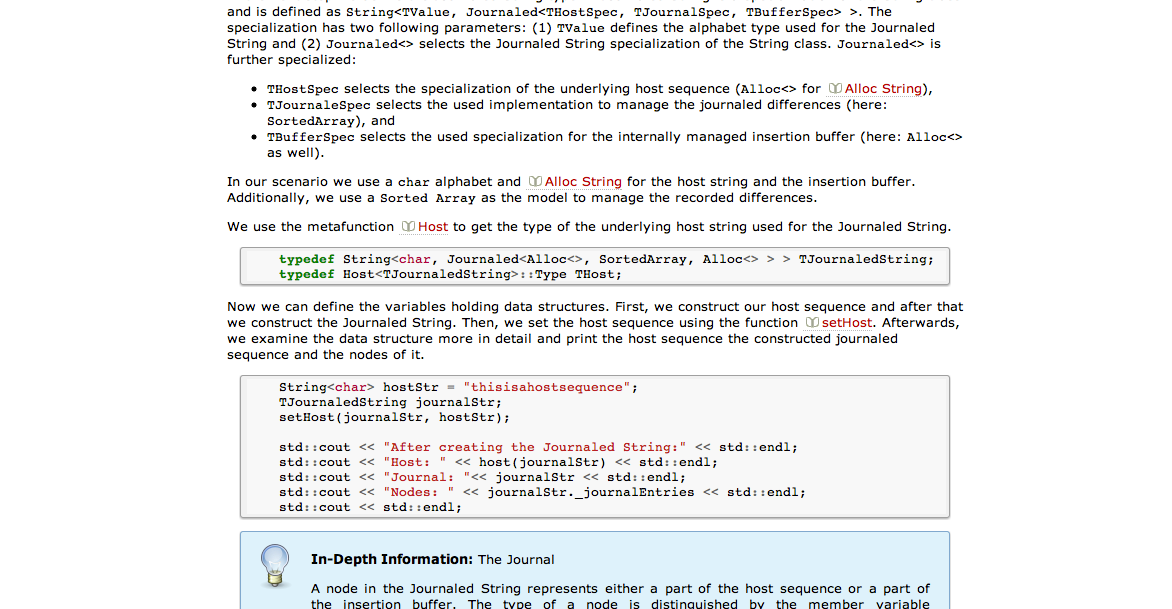 and is defined as String<TValue, Journaled<THostSpec, TJournalSpec, TBufferSpec> >. The
specialization has two following parameters: (1) TValue defines the alphabet type used for the Journaled
String and (2) Journaled<> selects the Journaled String specialization of the String class. Journaled<> is
further specialized:
• THostSpec selects the specialization of the underlying host sequence (Alloc<> for Alloc String),
• TJournaleSpec selects the used implementation to manage the journaled differences (here:
SortedArray), and
• TBufferSpec selects the used specialization for the internally managed insertion buffer (here: Alloc<>
as well).
In our scenario we use a char alphabet and Alloc String for the host string and the insertion buffer.
Additionally, we use a Sorted Array as the model to manage the recorded differences.
We use the metafunction Host to get the type of the underlying host string used for the Journaled String.
typedef String<char, Journaled<Alloc<>, SortedArray, Alloc<> > > TJournaledString;
typedef Host<TJournaledString>::Type THost;
Now we can define the variables holding data structures. First, we construct our host sequence and after that
we construct the Journaled String. Then, we set the host sequence using the function setHost. Afterwards,
we examine the data structure more in detail and print the host sequence the constructed journaled
sequence and the nodes of it.
String<char> hostStr = "thisisahostsequence";
TJournaledString journalStr;
setHost(journalStr, hostStr);
std::cout << "After creating the Journaled String:" << std::endl;
std::cout << "Host: " << host(journalStr) << std::endl;
std::cout << "Journal: "<< journalStr << std::endl;
std::cout << "Nodes: " << journalStr._journalEntries << std::endl;
std::cout << std::endl;
In-Depth Information: The Journal
A node in the Journaled String represents either a part of the host sequence or a part of
the insertion buffer. The type of a node is distinguished by the member variable